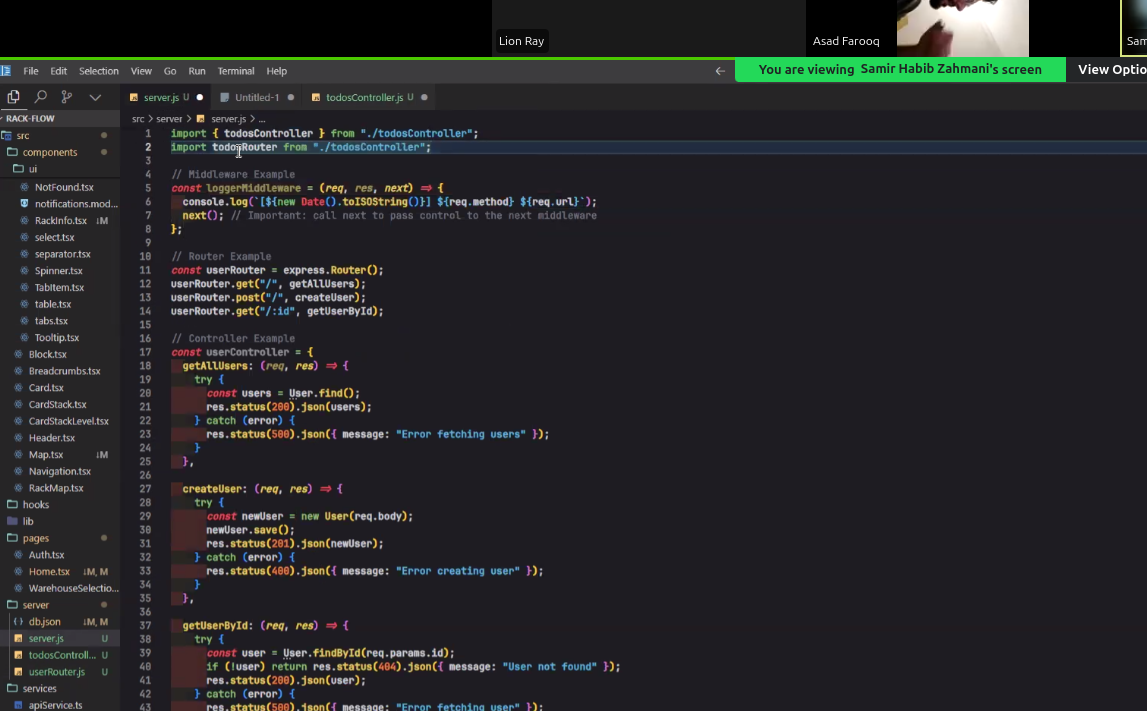 Lion Ray
Asad Farooq
Sam
File Edit Selection View Go Run Terminal Help
You are viewing Samir Habib Zahmani's screen
View Optio
server.js U
Untitled-1
todosController.js U
RACK-FLOW
src > server > server.js > ...
src
components
ui
NotFound.tsx
notifications.mod...
RackInfo.tsx ↓M
select.tsx
separator.tsx
Spinner.tsx
TabItem.tsx
table.tsx
tabs.tsx
Tooltip.tsx
Block.tsx
Breadcrumbs.tsx
Card.tsx
CardStack.tsx
CardStackLevel.tsx
Header.tsx
Map.tsx ↓M
Navigation.tsx
RackMap.tsx
hooks
lib
pages
Auth.tsx
Home.tsx ↓M, M
WarehouseSelectio...
server
db.json ↓M, M
server.js U
todosControll... U
userRouter.js U
services
apiService.ts
1 import { todosController } from "./todosController";
2 import todosRouter from "./todosController";
3
4 // Middleware Example
5 const loggerMiddleware = (req, res, next) => {
6 console.log(`[${new Date().toISOString()}] ${req.method} ${req.url}`);
7 next(); // Important: call next to pass control to the next middleware
8 };
9
10 // Router Example
11 const userRouter = express.Router();
12 userRouter.get("/", getAllUsers);
13 userRouter.post("/", createUser);
14 userRouter.get("/:id", getUserById);
15
16 // Controller Example
17 const userController = {
18 getAllUsers: (req, res) => {
19 try {
20 const users = User.find();
21 res.status(200).json(users);
22 } catch (error) {
23 res.status(500).json({ message: "Error fetching users" });
24 }
25 },
26
27 createUser: (req, res) => {
28 try {
29 const newUser = new User(req.body);
30 newUser.save();
31 res.status(201).json(newUser);
32 } catch (error) {
33 res.status(400).json({ message: "Error creating user" });
34 }
35 },
36
37 getUserById: (req, res) => {
38 try {
39 const user = User.findById(req.params.id);
40 if (!user) return res.status(404).json({ message: "User not found" });
41 res.status(200).json(user);
42 } catch (error) {
43 res.status(500).json({ message: "Error fetching user" });